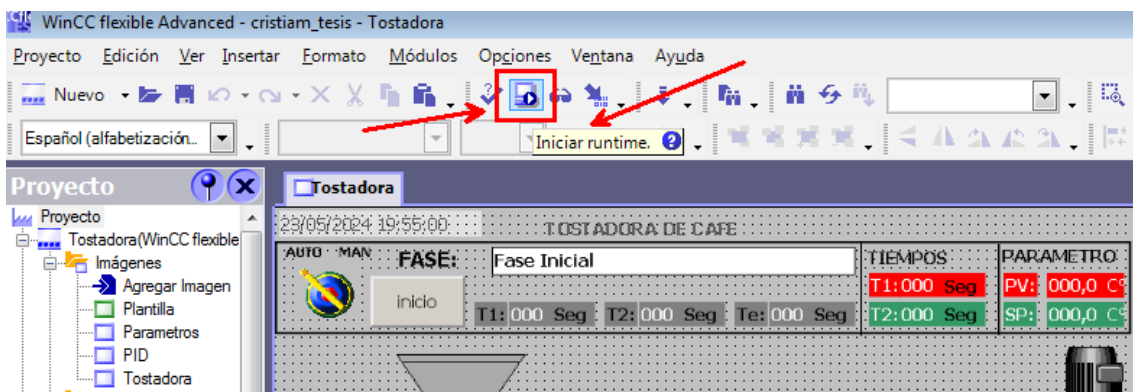 WinCC flexible Advanced - cristiam_tesis - Tostadora
Proyecto Edición Ver Insertar Formato Módulos Opciones Ventana Ayuda
Nuevo
Español (alfabetización...
Iniciar runtime.
Proyecto
Tostadora
Proyecto
Tostadora(WinCC flexible
Imágenes
Agregar Imagen
Plantilla
Parametros
PID
Tostadora
23/05/2024 19:55:00
TOSTADORA DE CAFE
AUTO MAN
FASE:
Fase Inicial
inicio
T1:000 Seg T2:000 Seg Te:000 Seg
TIEMPOS
T1:000 Seg
T2:000 Seg
PARAMETRO
PV: 000,0 Cº
SP: 000,0 Cº